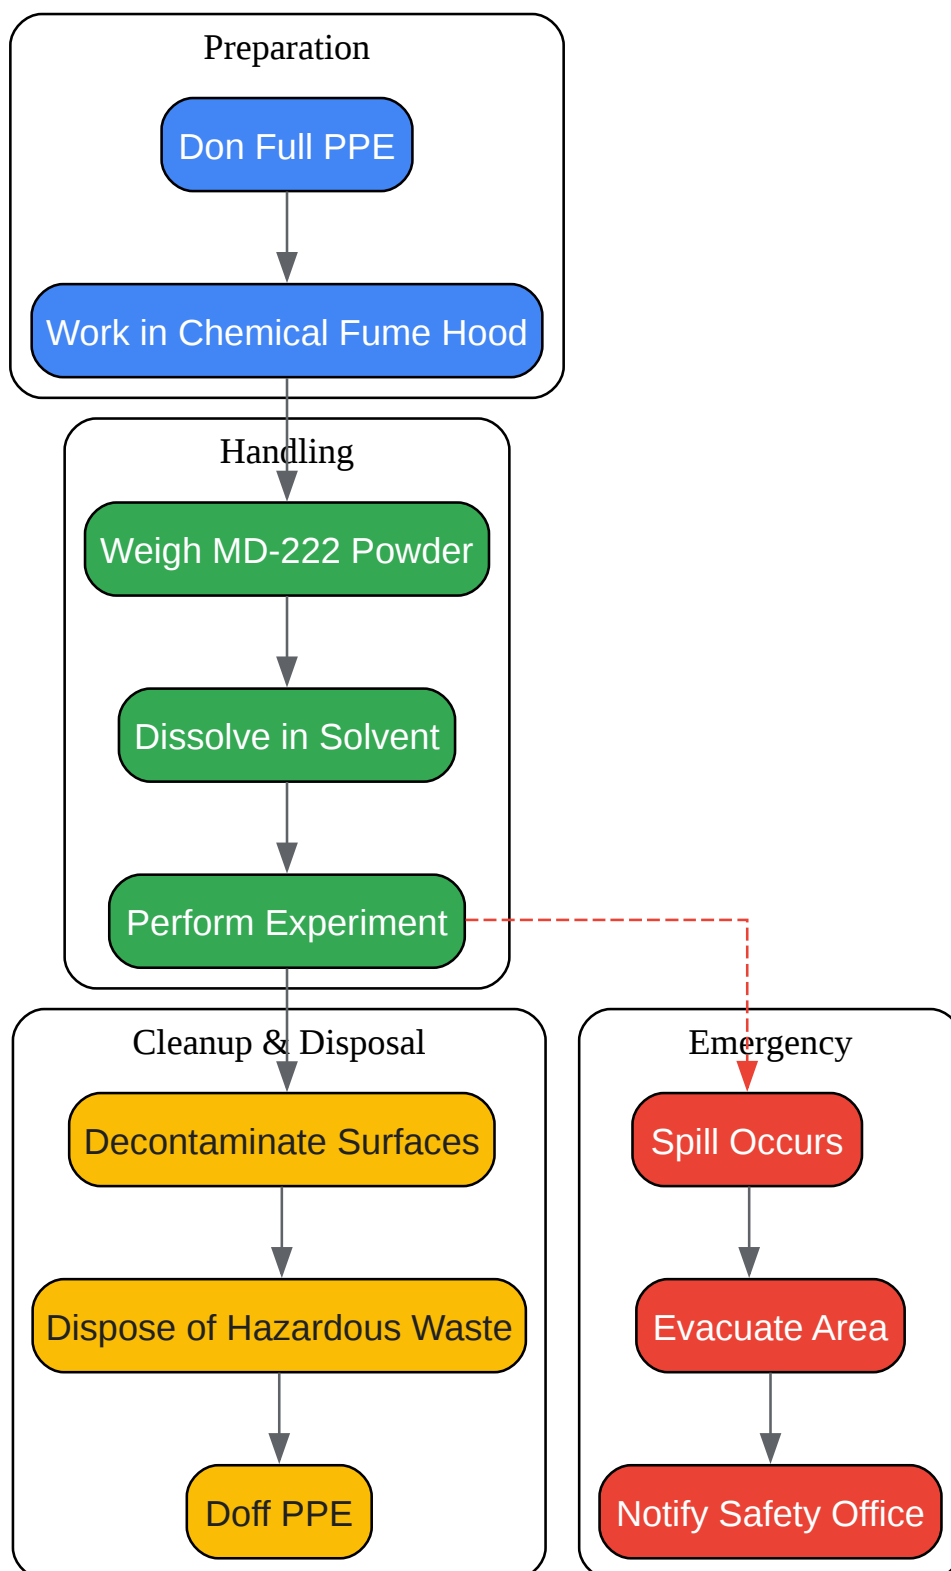 Preparation
Don Full PPE
Work in Chemical Fume Hood
Handling
Weigh MD-222 Powder
Dissolve in Solvent
Perform Experiment
Cleanup & Disposal
Decontaminate Surfaces
Dispose of Hazardous Waste
Doff PPE
Emergency
Spill Occurs
Evacuate Area
Notify Safety Office